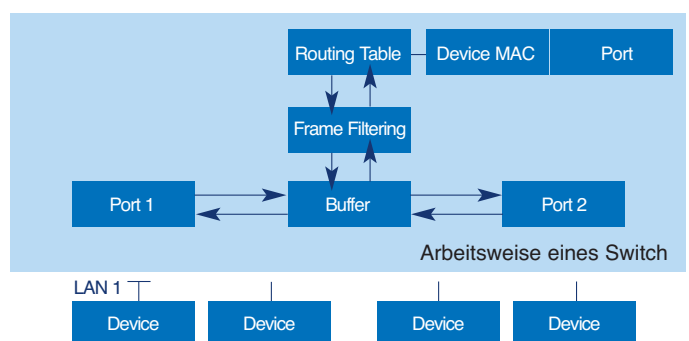 Routing Table
Device MAC
Port
Frame Filtering
Port 1
Buffer
Port 2
Arbeitsweise eines Switch
LAN 1
Device
Device
Device
Device